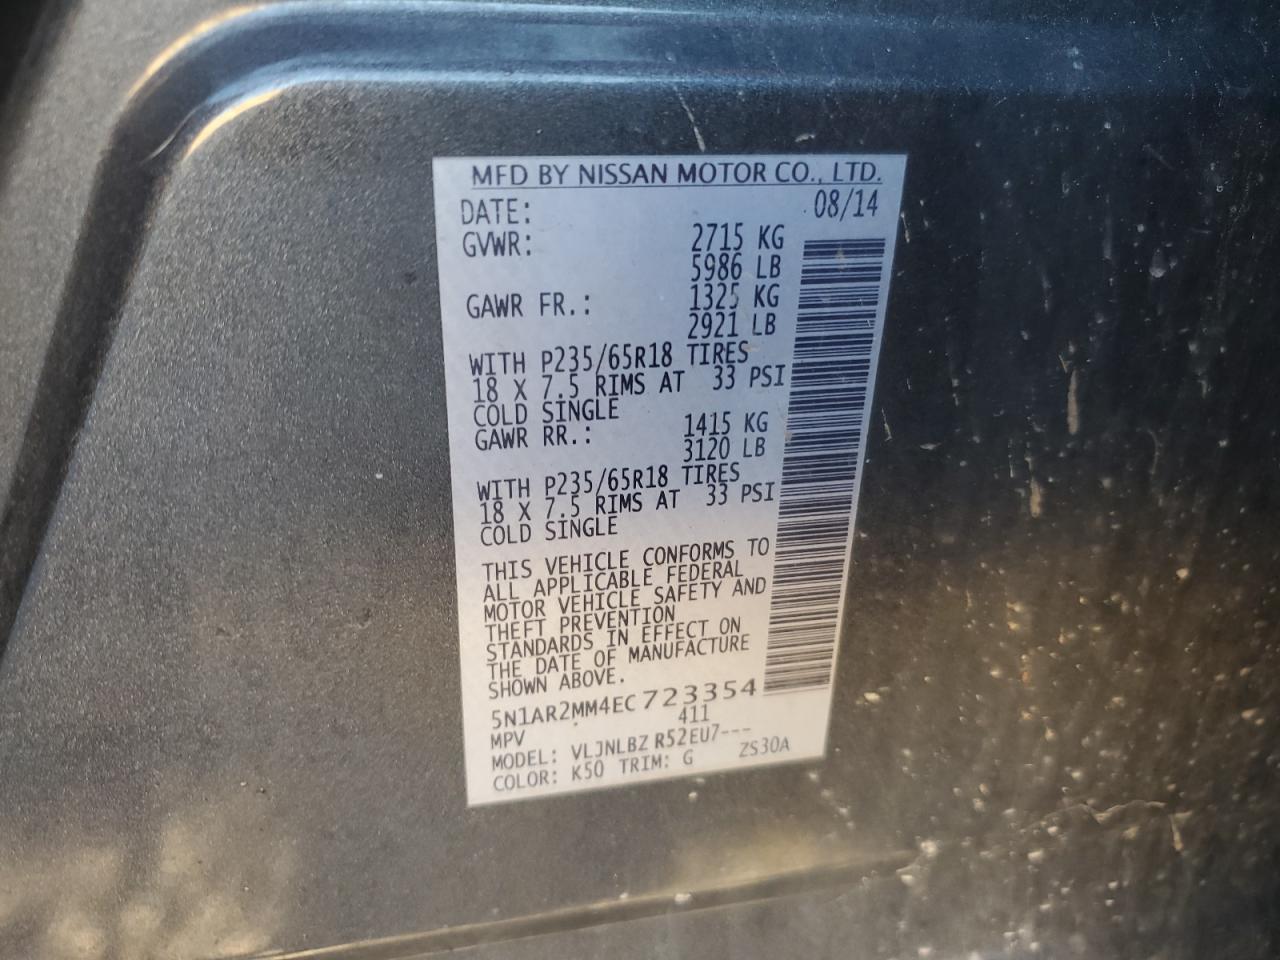 MFD BY NISSAN MOTOR CO., LTD.
DATE: 08/14
GVWR: 2715 KG
5986 LB
GAWR FR.: 1325 KG
2921 LB
WITH P235/65R18 TIRES
18 X 7.5 RIMS AT 33 PSI
COLD SINGLE
GAWR RR.: 1415 KG
3120 LB
WITH P235/65R18 TIRES
18 X 7.5 RIMS AT 33 PSI
COLD SINGLE
THIS VEHICLE CONFORMS TO
ALL APPLICABLE FEDERAL
MOTOR VEHICLE SAFETY AND
THEFT PREVENTION
STANDARDS IN EFFECT ON
THE DATE OF MANUFACTURE
SHOWN ABOVE.
5N1AR2MM4EC723354
MPV 411
MODEL: VLJNLBZ R52EU7---
COLOR: K50 TRIM: G ZS30A